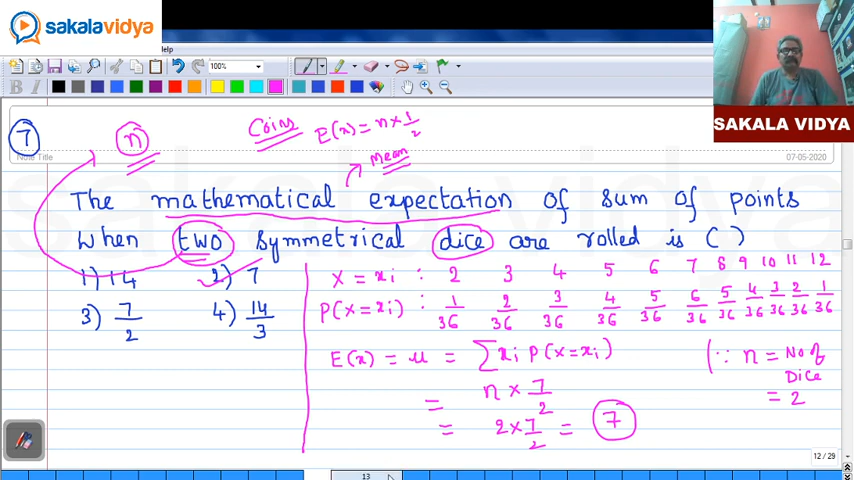 sakalavidya
Help
100%
B I
SAKALA VIDYA
Note Title
07-05-2020
7
n
Coins E(x) = n × 1/2
Mean
The mathematical expectation of sum of points
when two symmetrical dice are rolled is ( )
1) 14 2) 7
3) 7/2 4) 14/3
X = xi : 2 3 4 5 6 7 8 9 10 11 12
P(X = xi) : 1/36 2/36 3/36 4/36 5/36 6/36 5/36 4/36 3/36 2/36 1/36
E(x) = μ = ∑ xi P(X = xi)
= n × 7/2
= 2 × 7/2 = 7
(∵ n = No of
Dice
= 2
12 / 29
13